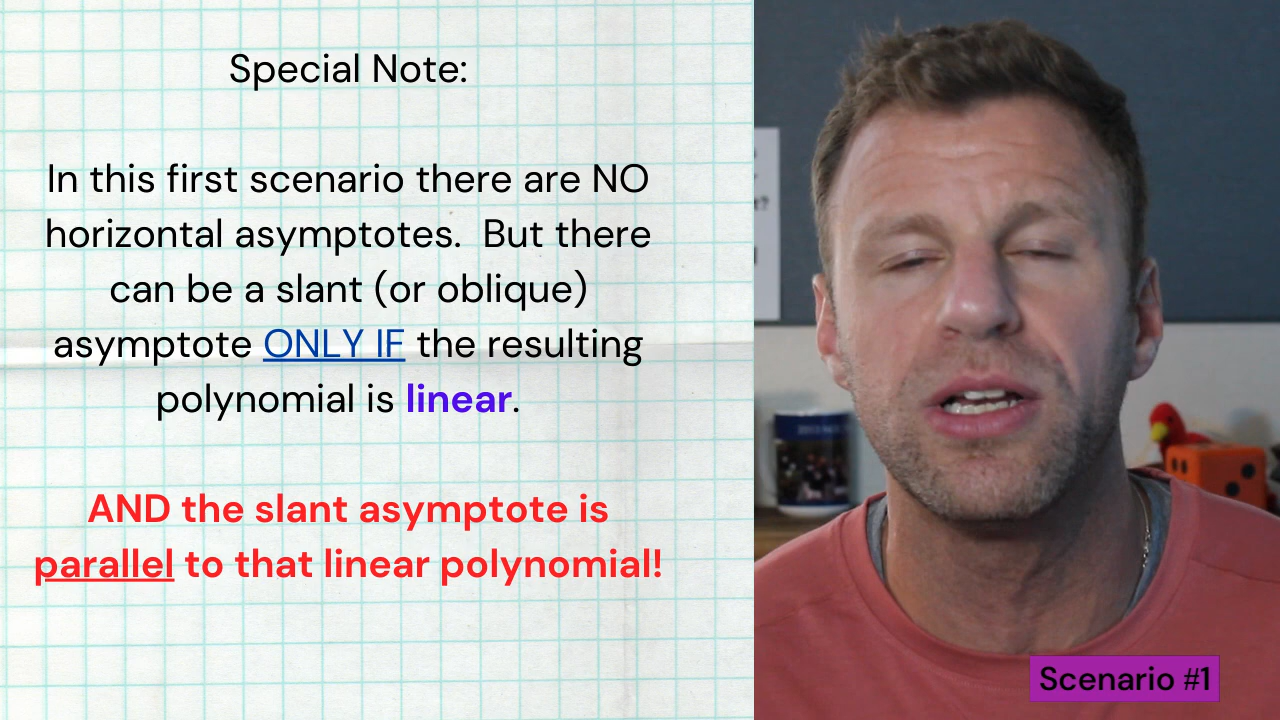 Special Note:
In this first scenario there are NO
horizontal asymptotes.  But there
can be a slant (or oblique)
asymptote ONLY IF the resulting
polynomial is linear.
AND the slant asymptote is
parallel to that linear polynomial!
Scenario #1